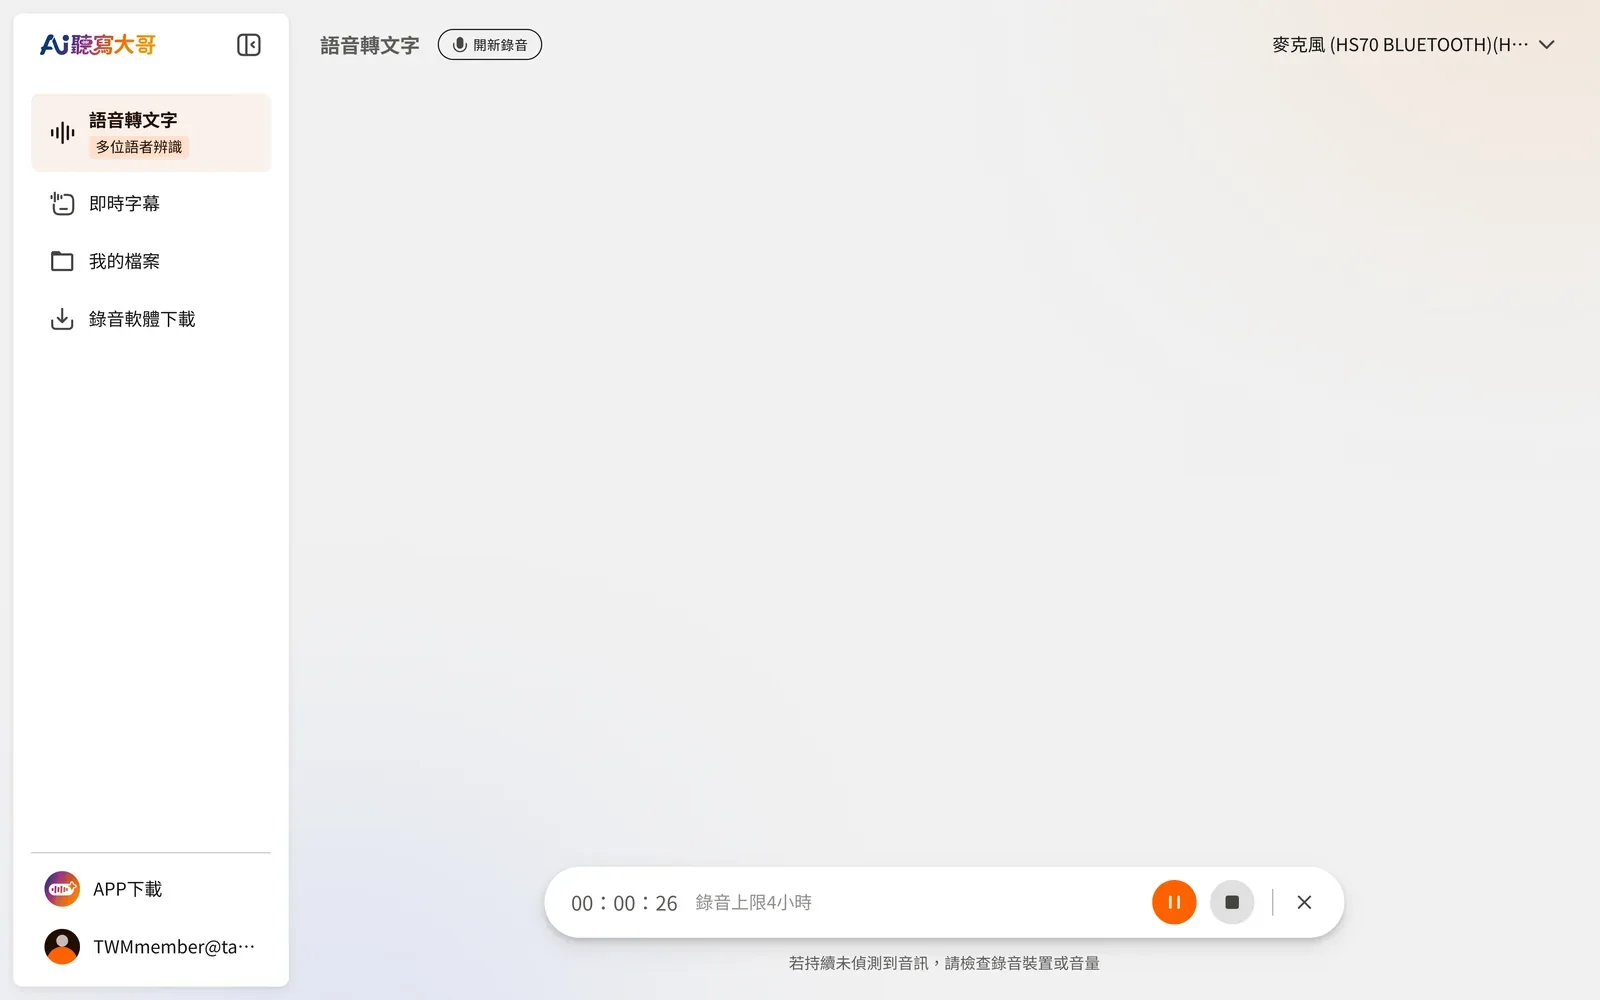 Ai聽寫大哥
語音轉文字
多位語者辨識
即時字幕
我的檔案
錄音軟體下載
APP下載
TWMmember@ta⋯
語音轉文字
開新錄音
麥克風 (HS70 BLUETOOTH)(H⋯
00：00：26 錄音上限4小時
若持續未偵測到音訊，請檢查錄音裝置或音量